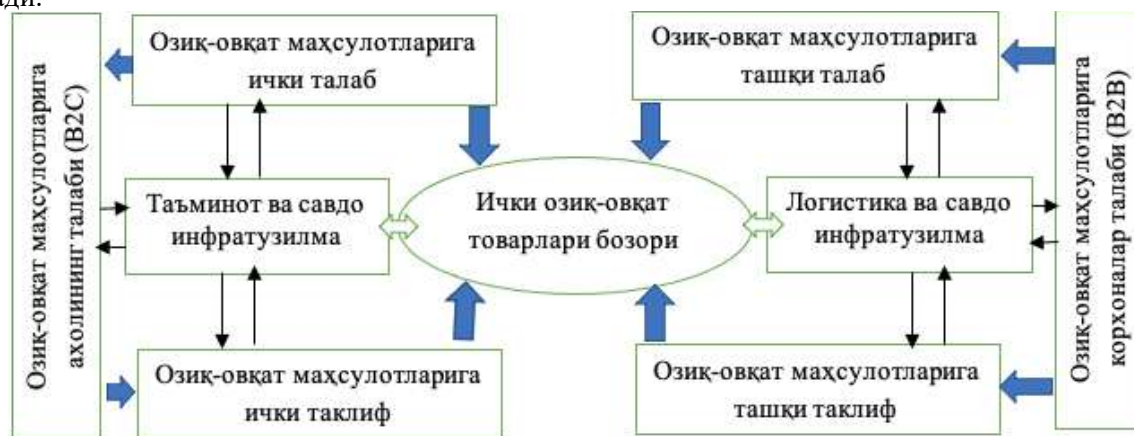 ади.
Озиқ-овқат маҳсулотларига
аҳолининг талаби (B2C)
Озиқ-овқат маҳсулотларига
ички талаб
Озиқ-овқат маҳсулотларига
ташқи талаб
Таъминот ва савдо
инфратузилма
Ички озиқ-овқат
товарлари бозори
Логистика ва савдо
инфратузилма
Озиқ-овқат маҳсулотларига
ички таклиф
Озиқ-овқат маҳсулотларига
ташқи таклиф
Озиқ-овқат маҳсулотларига
корхоналар талаби (B2B)